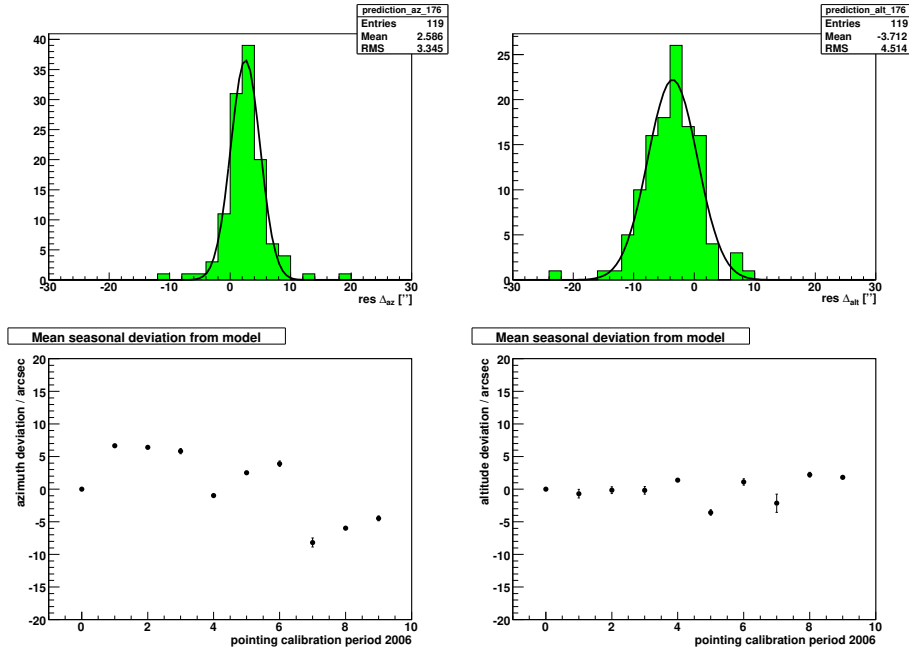 prediction_az_176
Entries 119
Mean 2.586
RMS 3.345
40
35
30
25
20
15
10
5
0
-30 -20 -10 0 10 20 30
res Δaz ['']
prediction_alt_176
Entries 119
Mean -3.712
RMS 4.514
25
20
15
10
5
0
-30 -20 -10 0 10 20 30
res Δalt ['']
Mean seasonal deviation from model
azimuth deviation / arcsec
20
15
10
5
0
-5
-10
-15
-20
0 2 4 6 8 10
pointing calibration period 2006
Mean seasonal deviation from model
altitude deviation / arcsec
20
15
10
5
0
-5
-10
-15
-20
0 2 4 6 8 10
pointing calibration period 2006